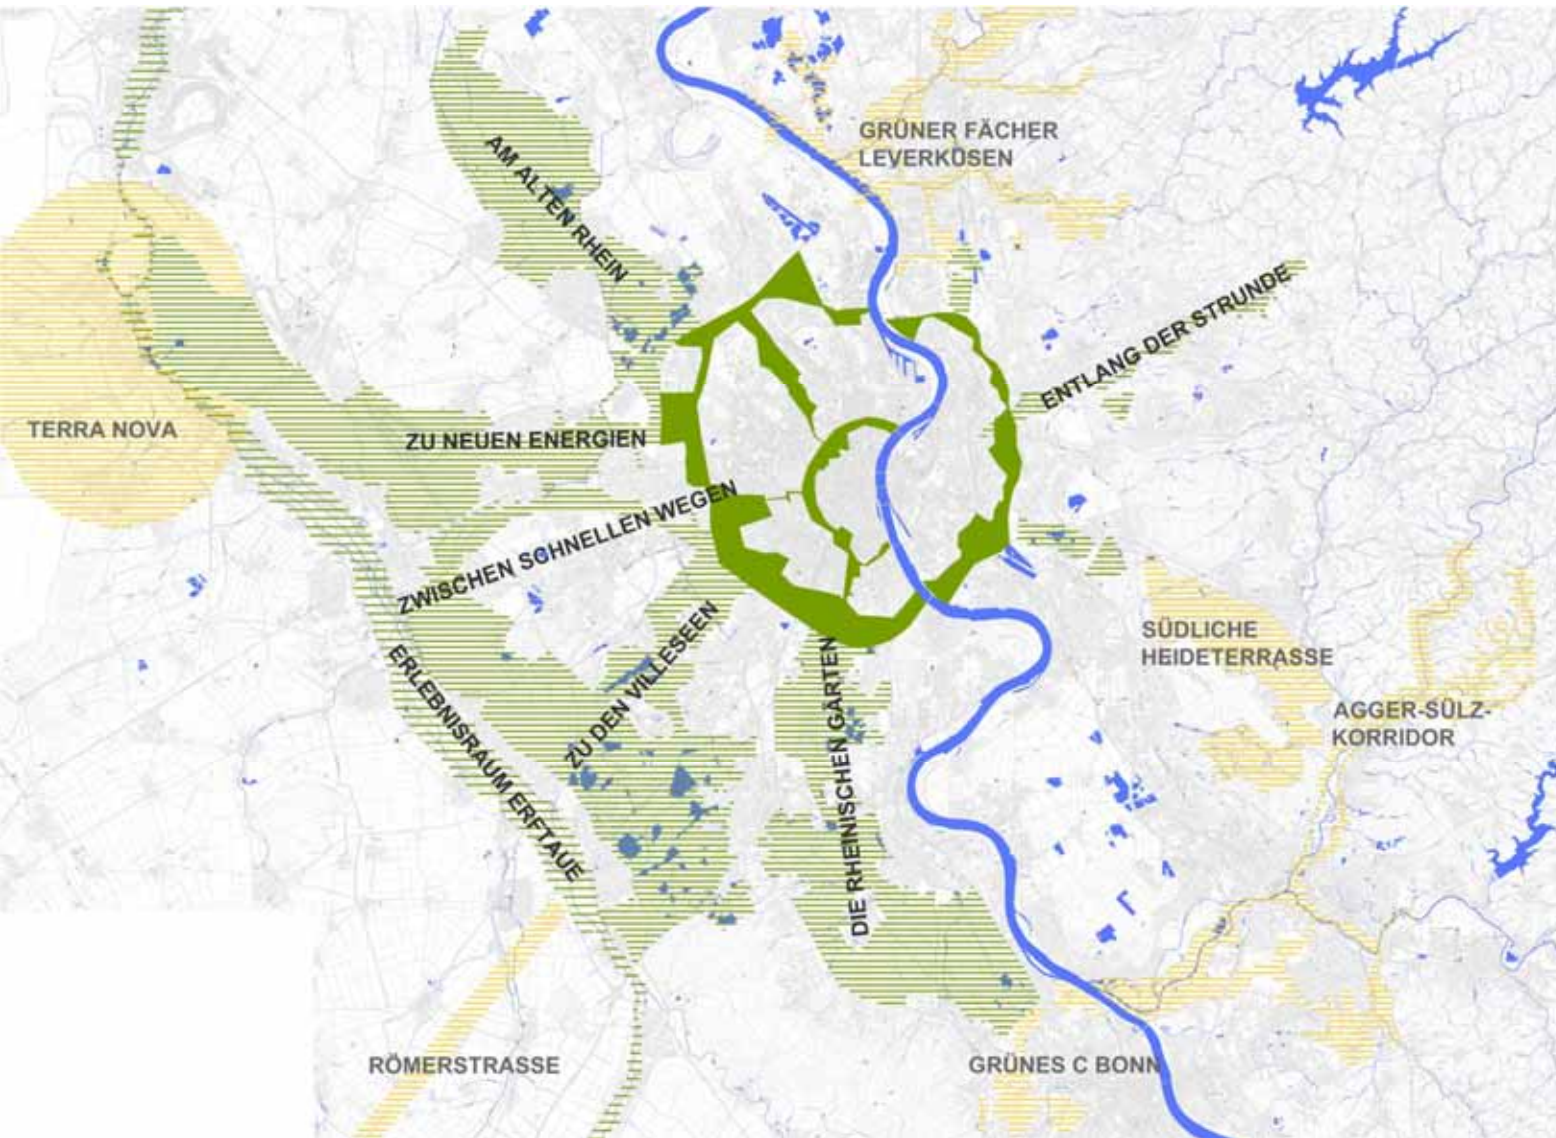 GRÜNER FÄCHER
LEVERKUSEN
AM ALTEN RHEIN
ENTLANG DER STRUNDE
TERRA NOVA
ZU NEUEN ENERGIEN
ZWISCHEN SCHNELLEN WEGEN
SÜDLICHE
HEIDETERRASSE
ZU DEN VILLESEEN
ERLEBNISRAUM ERFTAUE
DIE RHEINISCHEN GÄRTEN
AGGER-SÜLZ-
KORRIDOR
RÖMERSTRASSE
GRÜNES C BONN